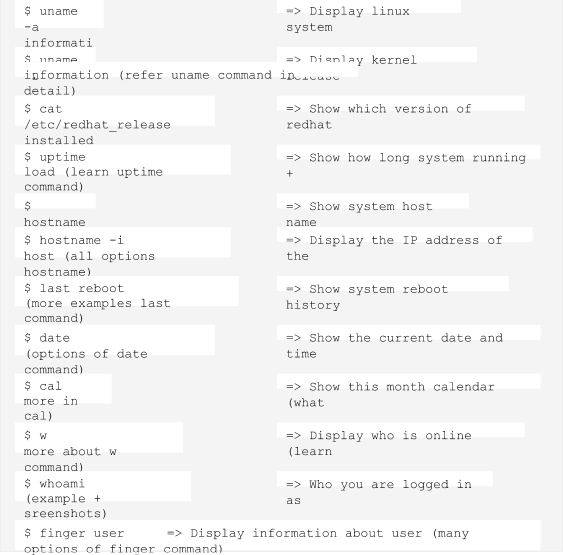 $ uname => Display linux
-a system
informati
$ uname => Display kernel
information (refer uname command in
detail)
$ cat => Show which version of
/etc/redhat_release redhat
installed
$ uptime => Show how long system running
load (learn uptime +
command)
$ => Show system host
hostname name
$ hostname -i => Display the IP address of
host (all options the
hostname)
$ last reboot => Show system reboot
(more examples last history
command)
$ date => Show the current date and
(options of date time
command)
$ cal => Show this month calendar
more in (what
cal)
$ w => Display who is online
more about w (learn
command)
$ whoami => Who you are logged in
(example + as
sreenshots)
$ finger user => Display information about user (many
options of finger command)